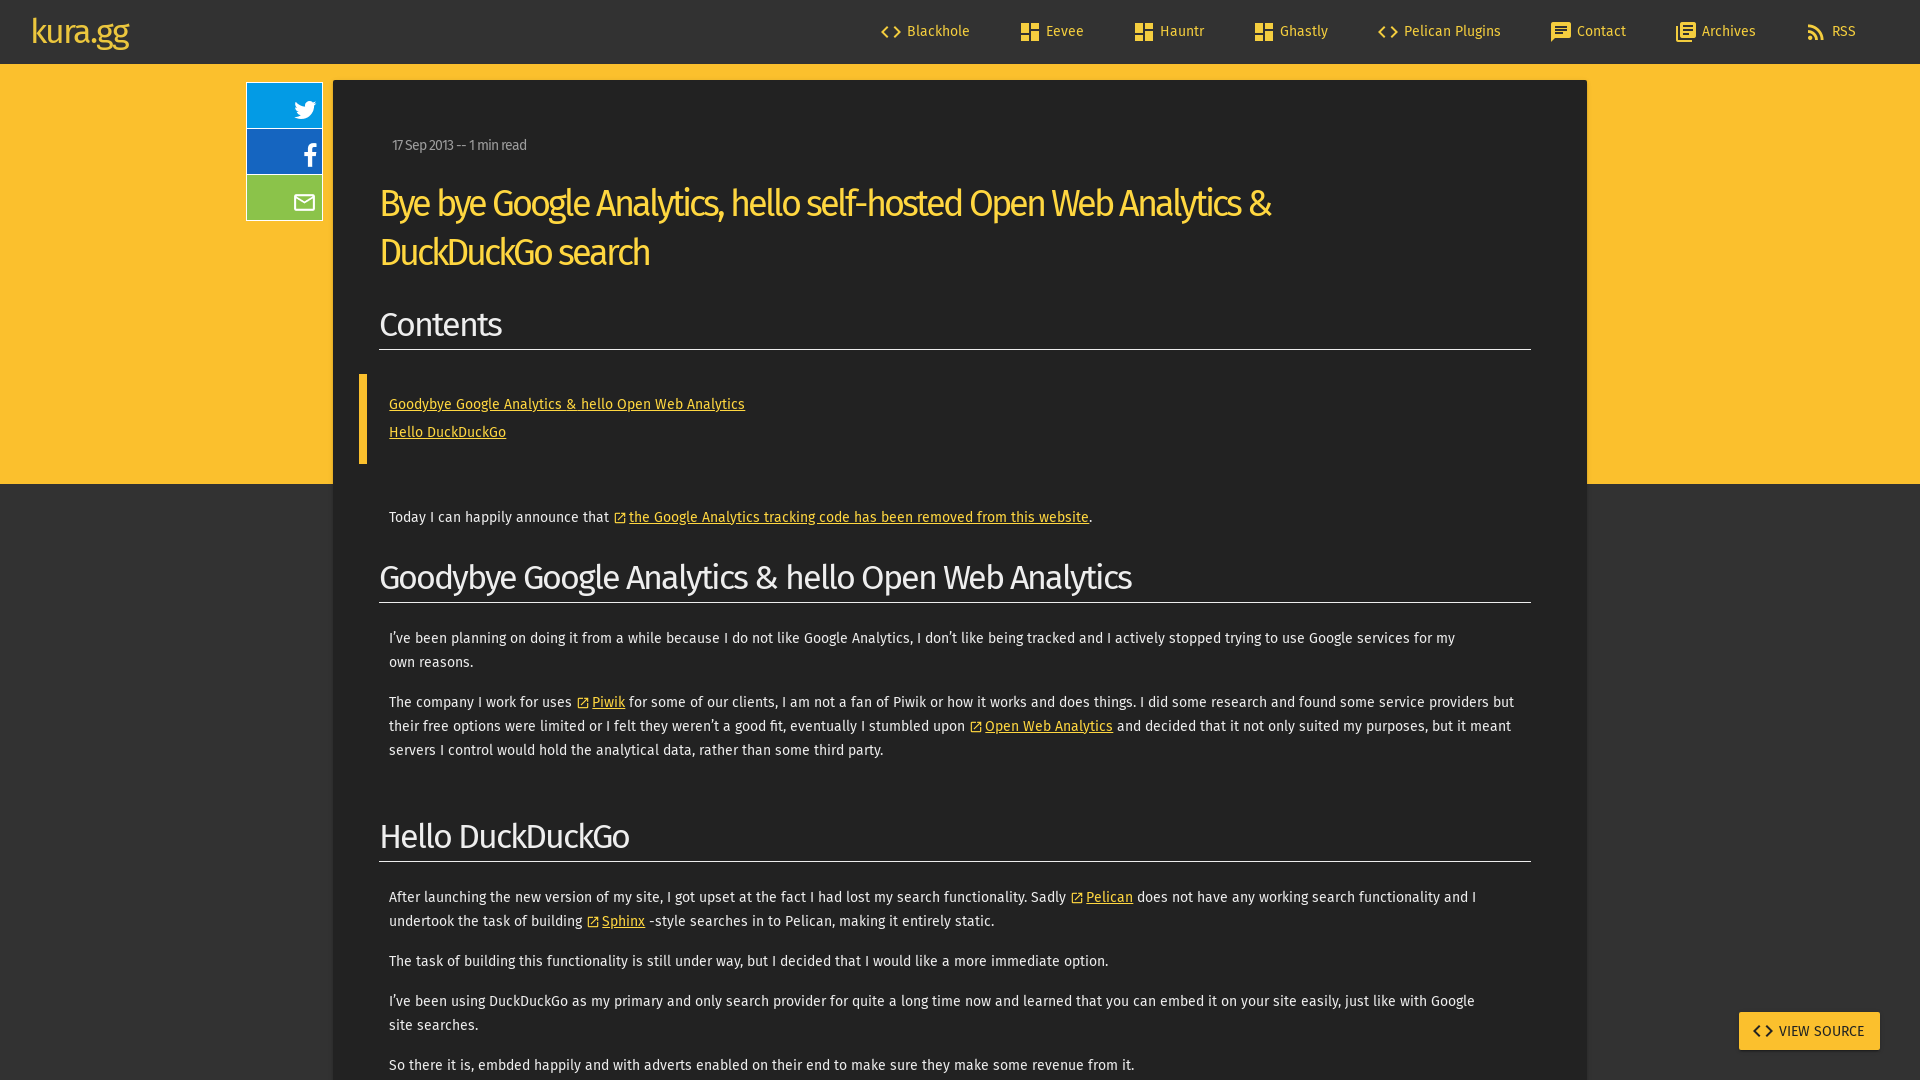 kura.gg
Blackhole
Eevee
Hauntr
Ghastly
Pelican Plugins
Contact
Archives
RSS
17 Sep 2013 -- 1 min read
Bye bye Google Analytics, hello self-hosted Open Web Analytics &
DuckDuckGo search
Contents
Goodybye Google Analytics & hello Open Web Analytics
Hello DuckDuckGo
Today I can happily announce that the Google Analytics tracking code has been removed from this website.
Goodybye Google Analytics & hello Open Web Analytics
I’ve been planning on doing it from a while because I do not like Google Analytics, I don’t like being tracked and I actively stopped trying to use Google services for my
own reasons.
The company I work for uses Piwik for some of our clients, I am not a fan of Piwik or how it works and does things. I did some research and found some service providers but
their free options were limited or I felt they weren’t a good fit, eventually I stumbled upon Open Web Analytics and decided that it not only suited my purposes, but it meant
servers I control would hold the analytical data, rather than some third party.
Hello DuckDuckGo
After launching the new version of my site, I got upset at the fact I had lost my search functionality. Sadly Pelican does not have any working search functionality and I
undertook the task of building Sphinx -style searches in to Pelican, making it entirely static.
The task of building this functionality is still under way, but I decided that I would like a more immediate option.
I’ve been using DuckDuckGo as my primary and only search provider for quite a long time now and learned that you can embed it on your site easily, just like with Google
site searches.
So there it is, embded happily and with adverts enabled on their end to make sure they make some revenue from it.
VIEW SOURCE